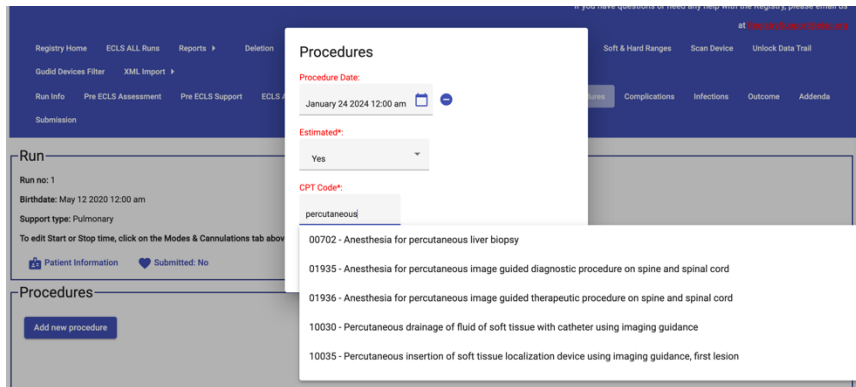 If you have questions or need any help with the Registry, please email us
at
Registry Home ECLS ALL Runs Reports Deletion Soft & Hard Ranges Scan Device Unlock Data Trail
Gudid Devices Filter XML Import
Run Info Pre ECLS Assessment Pre ECLS Support Complications Infections Outcome Addenda
Submission
Procedures
Procedure Date:
January 24 2024 12:00 am
Estimated*:
Yes
CPT Code*:
percutaneous
00702 - Anesthesia for percutaneous liver biopsy
01935 - Anesthesia for percutaneous image guided diagnostic procedure on spine and spinal cord
01936 - Anesthesia for percutaneous image guided therapeutic procedure on spine and spinal cord
10030 - Percutaneous drainage of fluid of soft tissue with catheter using imaging guidance
10035 - Percutaneous insertion of soft tissue localization device using imaging guidance, first lesion
Run
Run no: 1
Birthdate: May 12 2020 12:00 am
Support type: Pulmonary
To edit Start or Stop time, click on the Modes & Cannulations tab abov
Patient Information Submitted: No
Procedures
Add new procedure